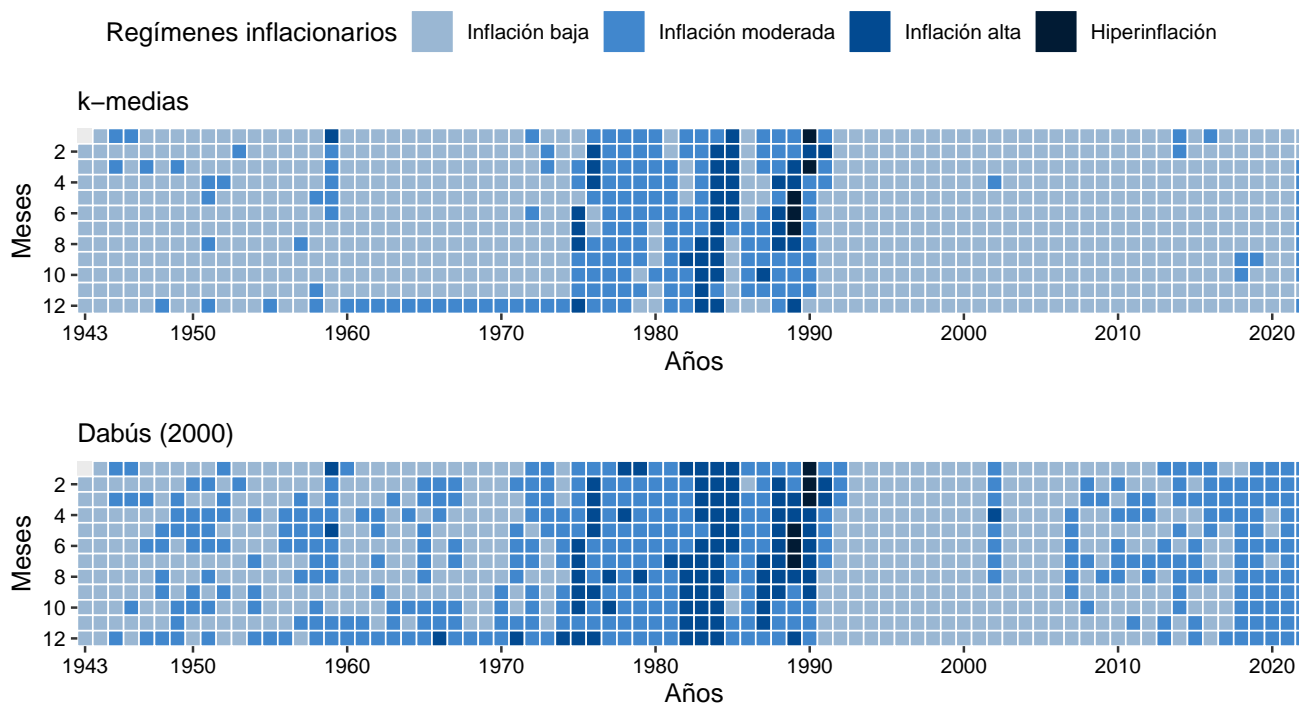 Regímenes inflacionarios Inflación baja Inflación moderada Inflación alta Hiperinflación
k−medias
Meses
2
4
6
8
10
12
1943 1950 1960 1970 1980 1990 2000 2010 2020
Años
Dabús (2000)
Meses
2
4
6
8
10
12
1943 1950 1960 1970 1980 1990 2000 2010 2020
Años